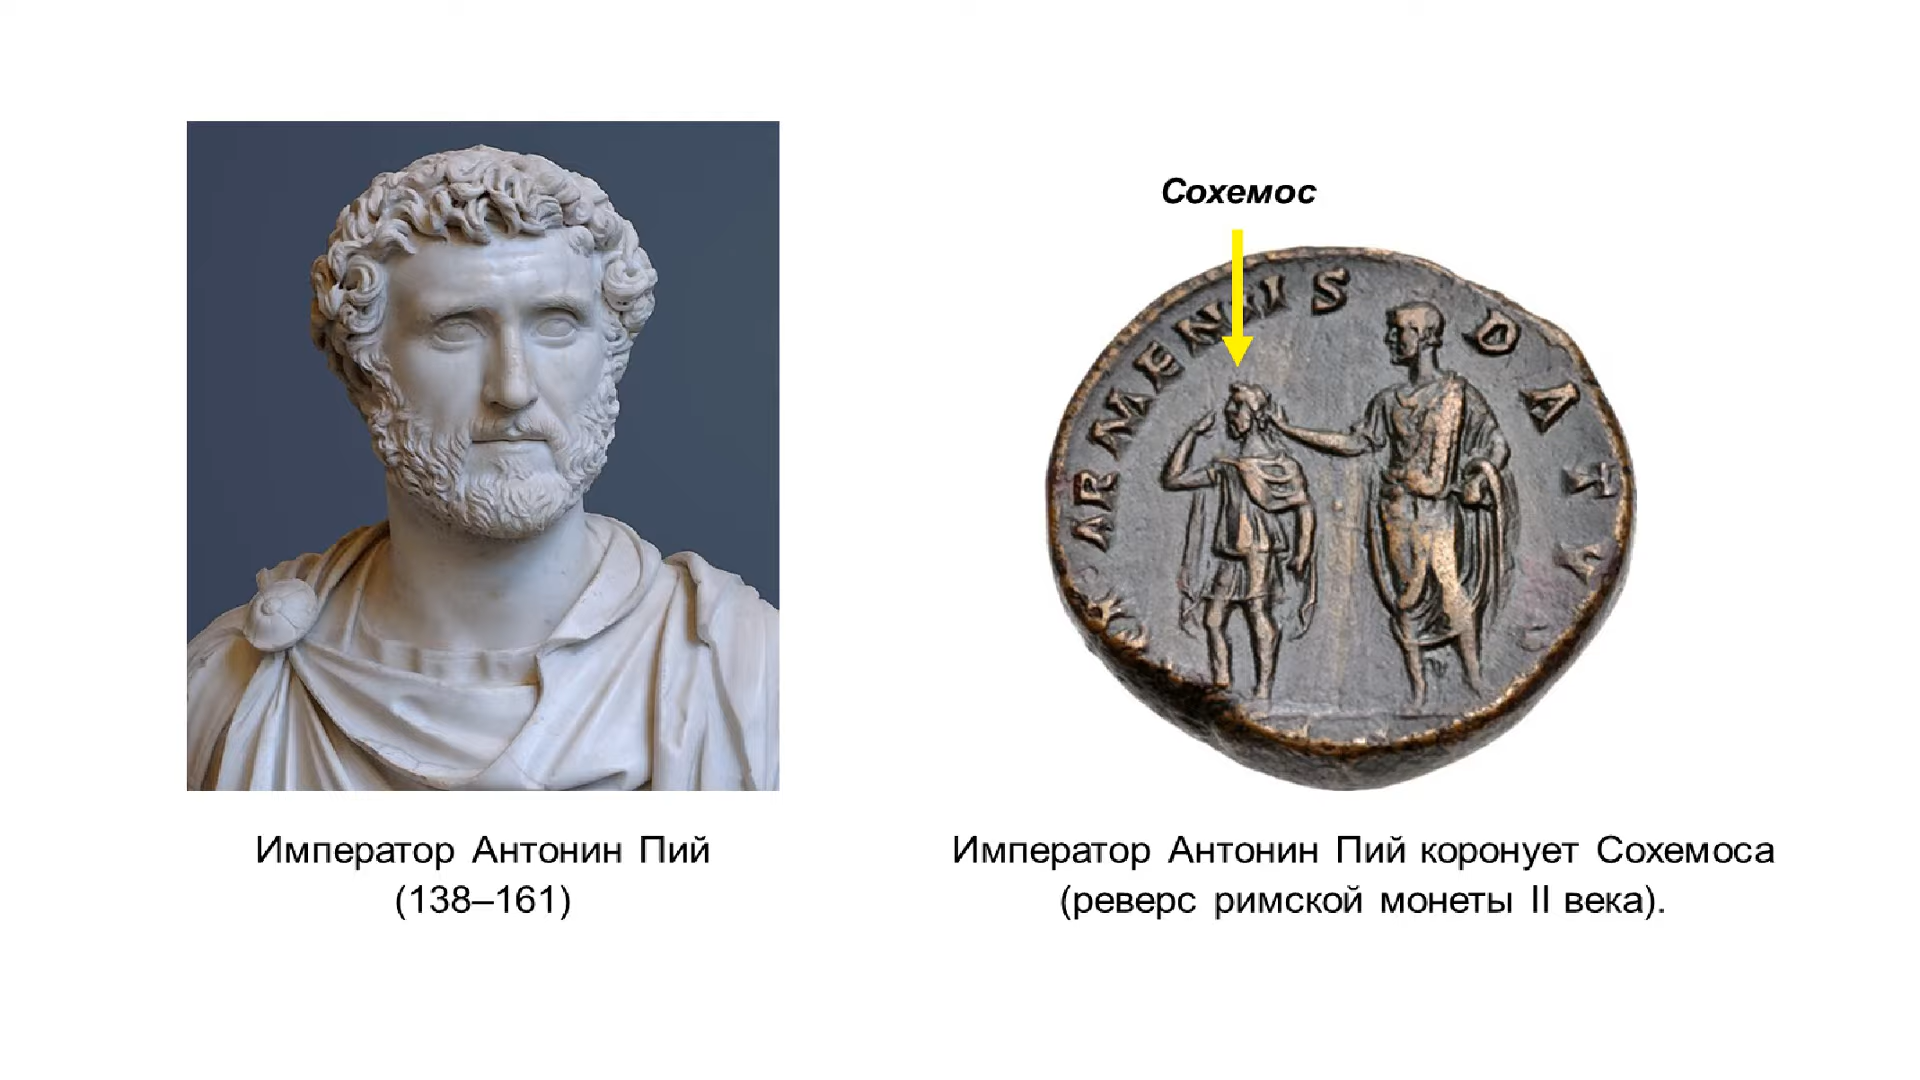 Сохемос
ARMENIIS DATVS
Император Антонин Пий
(138–161)
Император Антонин Пий коронует Сохемоса
(реверс римской монеты II века).